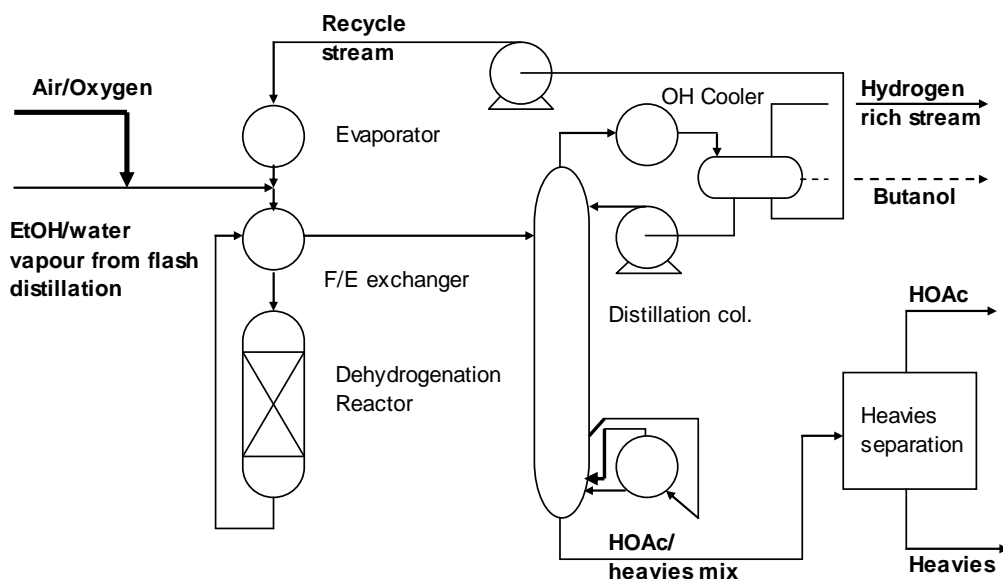 Recycle
stream
Air/Oxygen
OH Cooler
Hydrogen
rich stream
Evaporator
Butanol
EtOH/water
vapour from flash
distillation
F/E exchanger
HOAc
Distillation col.
Dehydrogenation
Reactor
Heavies
separation
HOAc/
heavies mix
Heavies